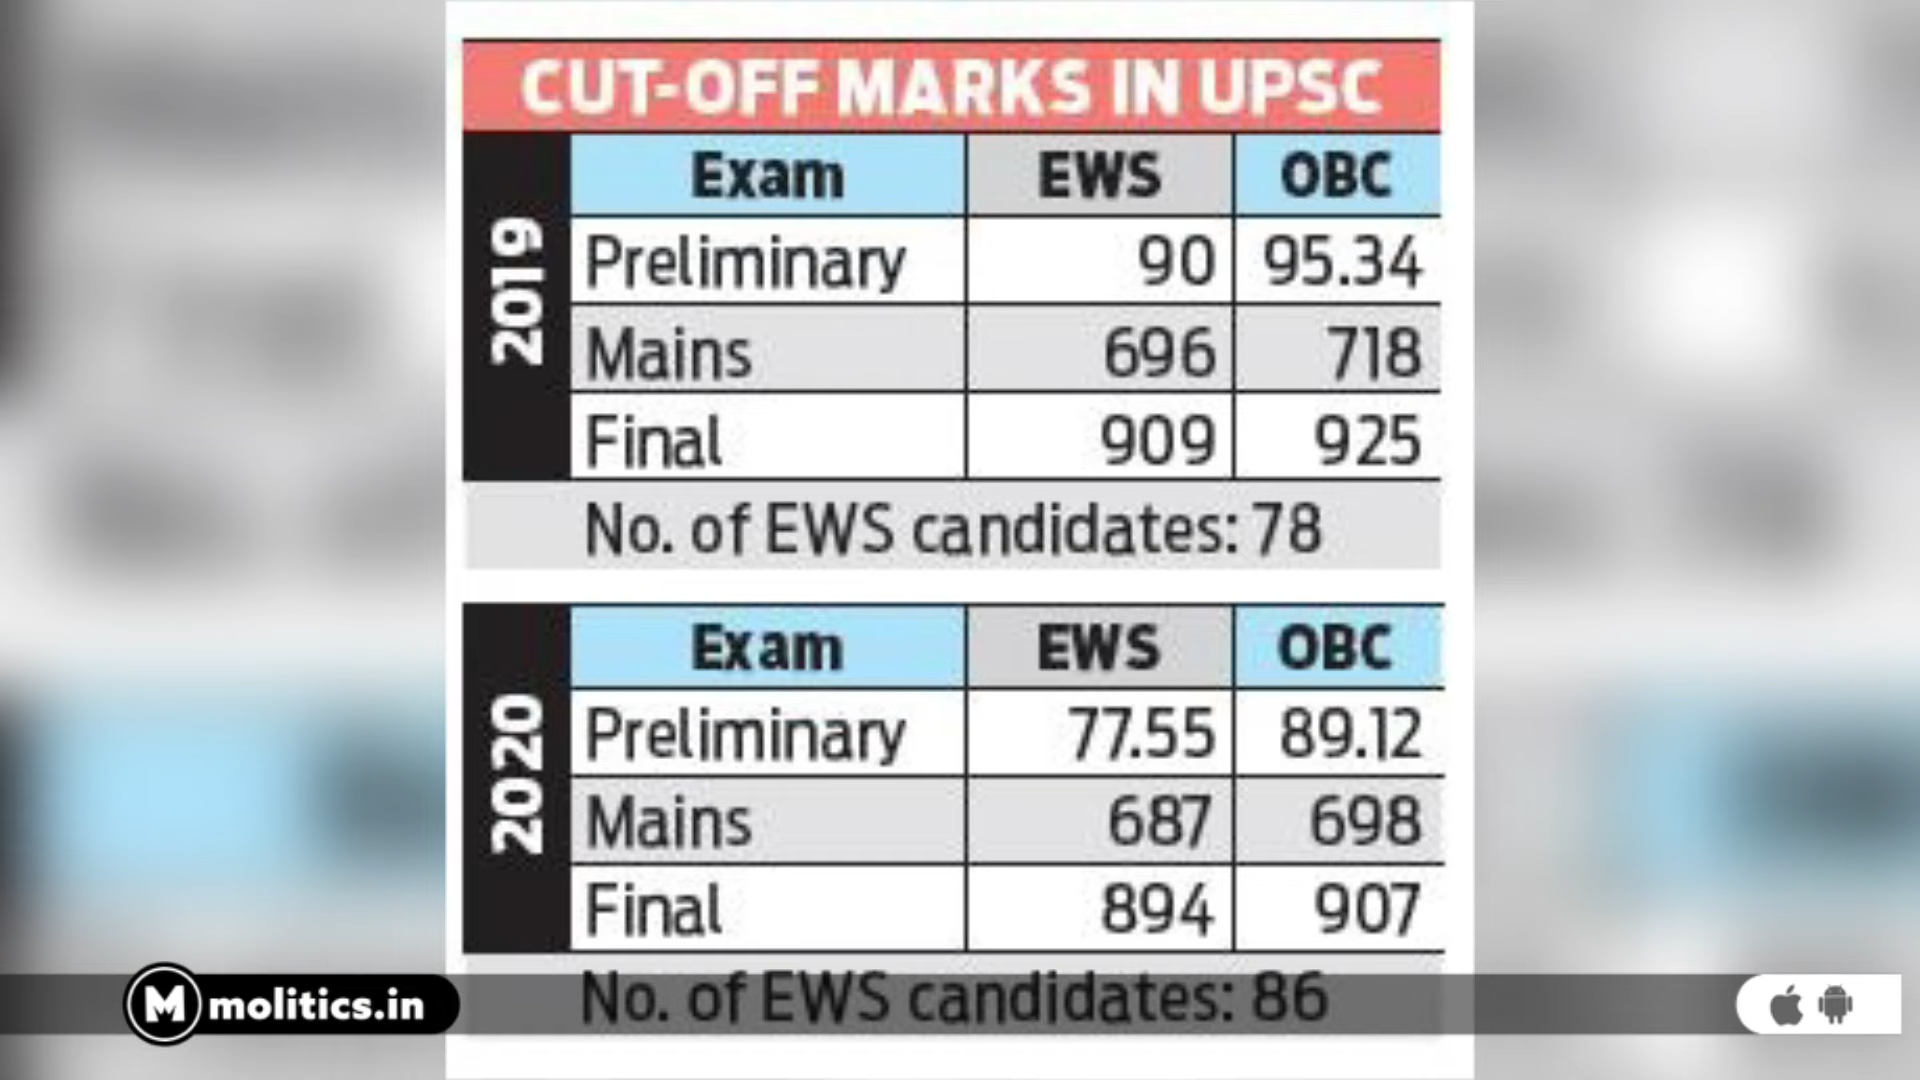 CUT-OFF MARKS IN UPSC
2019
Exam EWS OBC
Preliminary 90 95.34
Mains 696 718
Final 909 925
No. of EWS candidates: 78
2020
Exam EWS OBC
Preliminary 77.55 89.12
Mains 687 698
Final 894 907
No. of EWS candidates: 86
M molitics.in